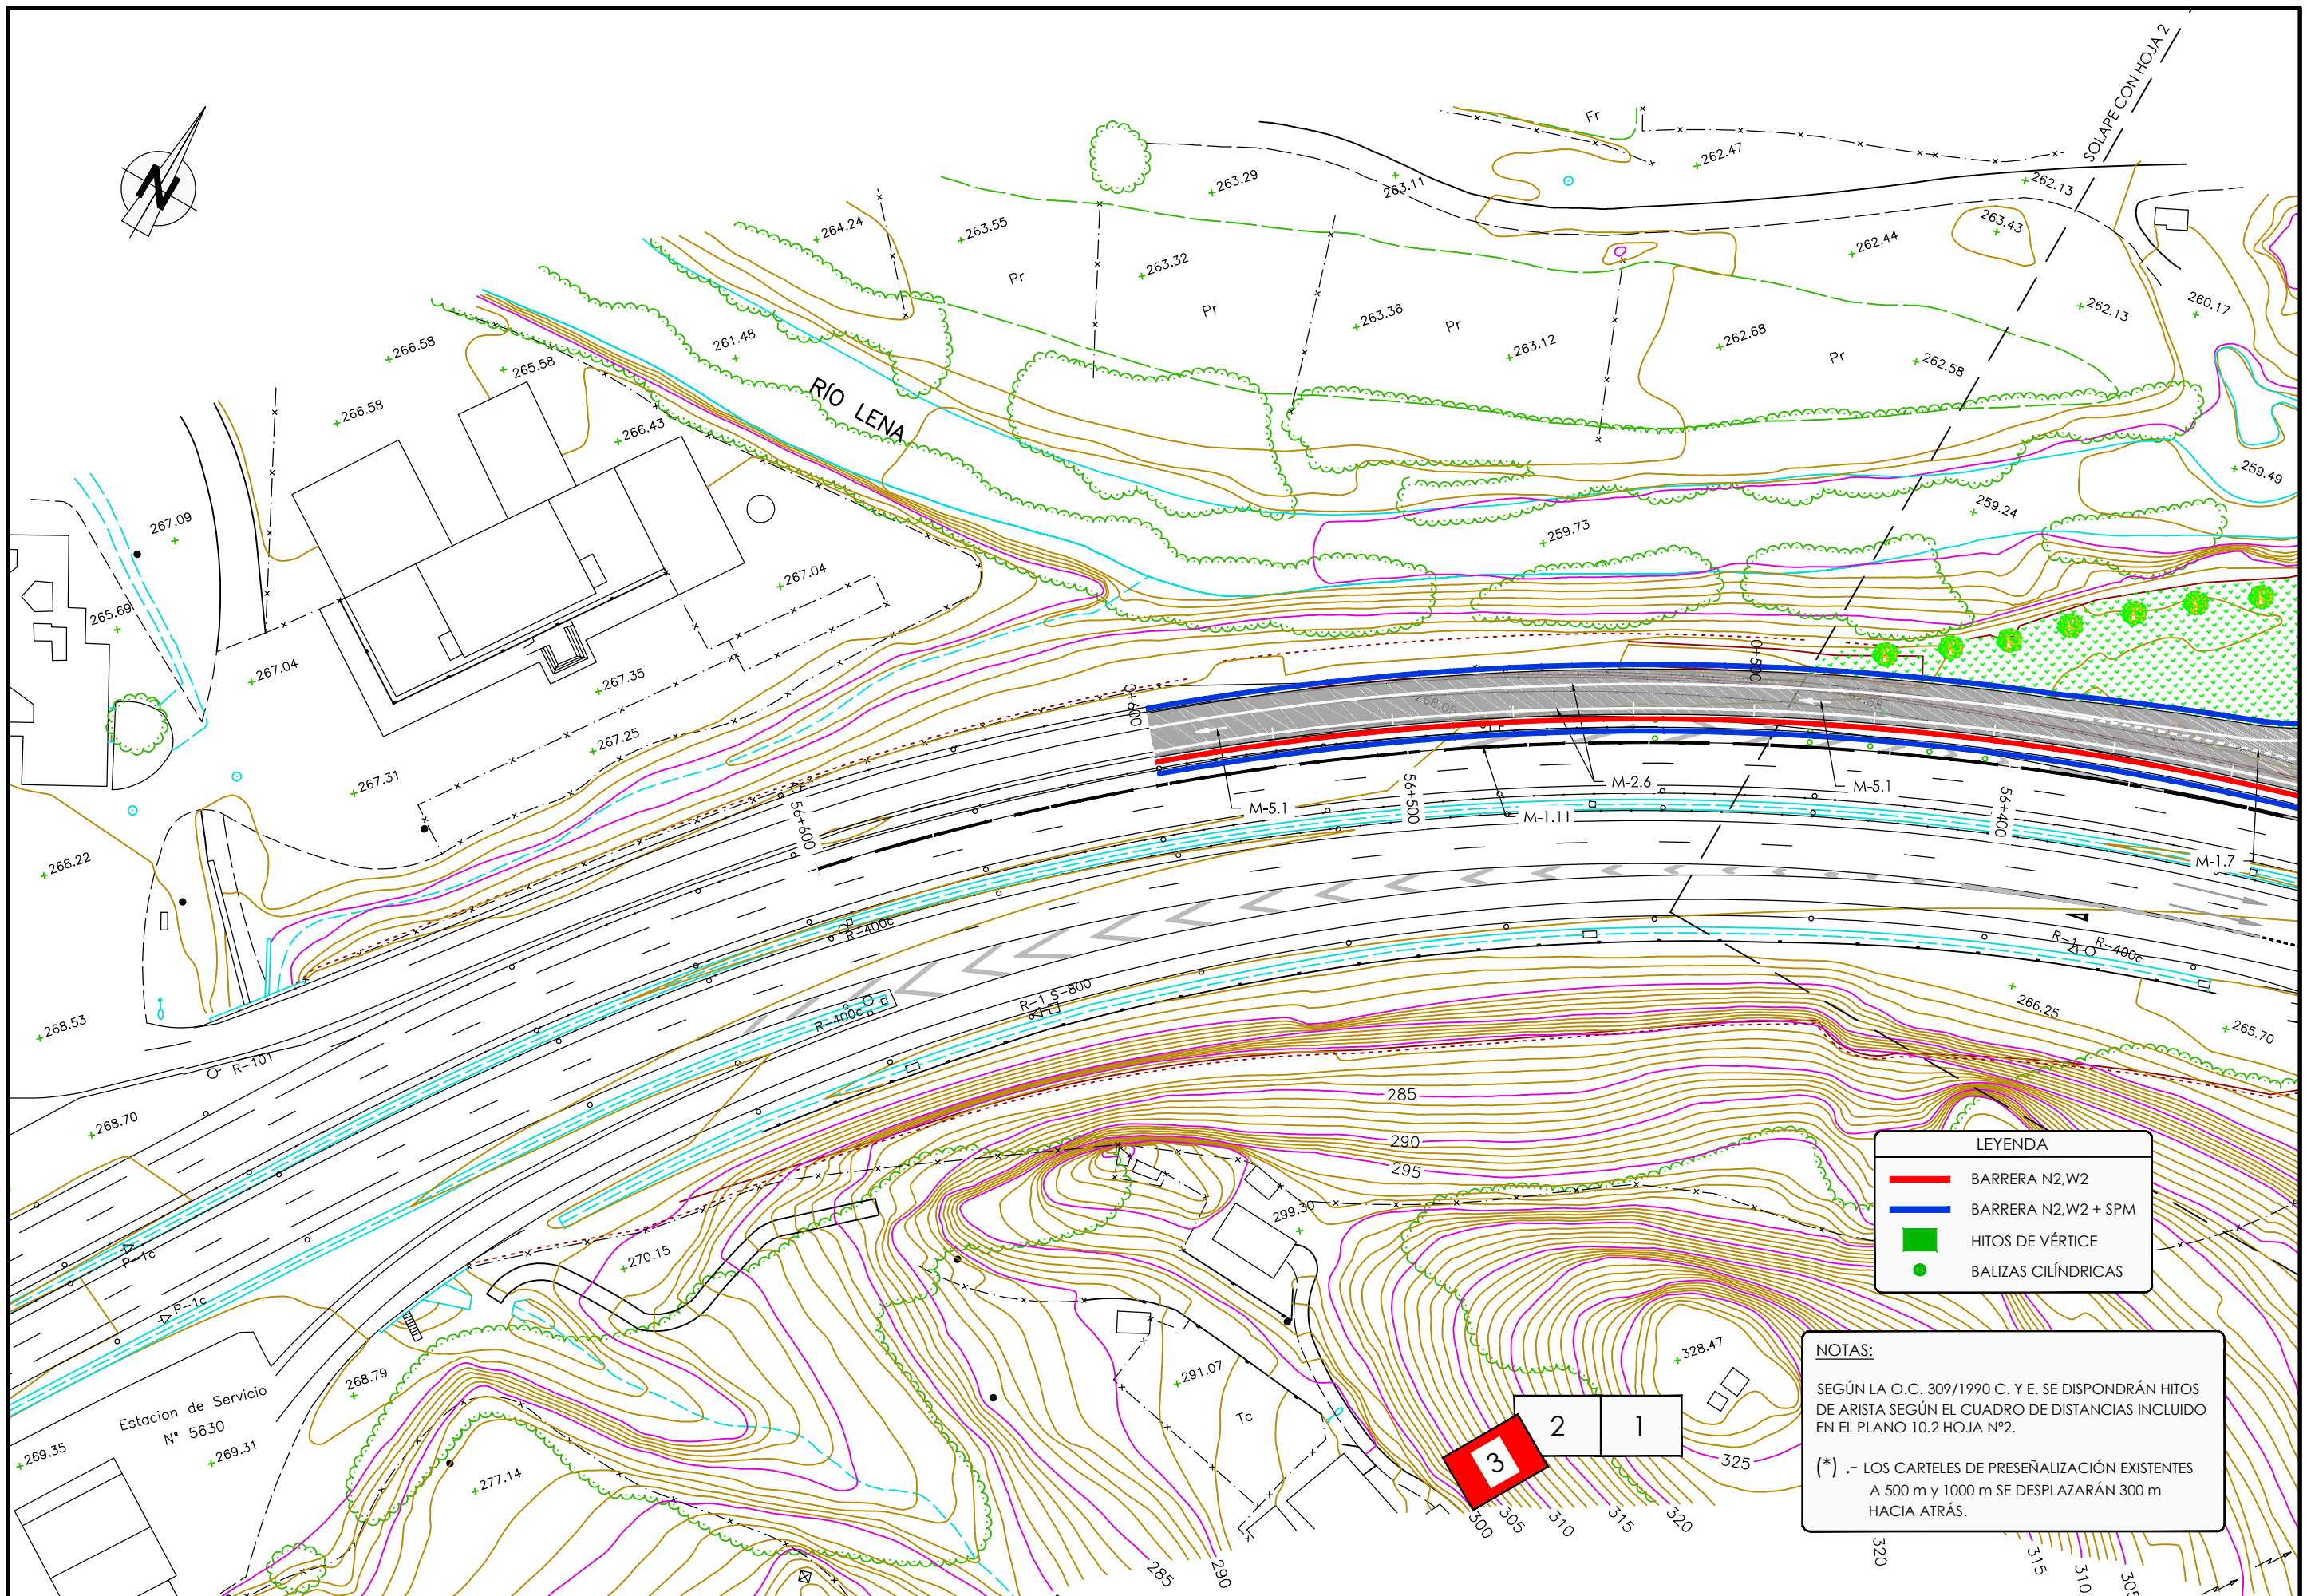 SOLAPE CON HOJA 2
N
Fr
262.47
263.29
263.11
262.13
264.24
263.55
263.43
262.44
263.32
Pr
Pr
262.13
260.17
263.36
Pr
263.12
262.68
Pr
262.58
266.58
265.58
261.48
RÍO LENA
266.58
266.43
259.49
267.09
259.73
259.24
265.69
267.04
267.04
267.35
0+600
0+500
267.25
267.31
56+600
M-5.1
56+500
M-2.6
M-1.11
M-5.1
56+400
M-1.7
268.22
R-400c
R-1
R-400c
R-1 S-800
R-400c
266.25
265.70
268.53
R-101
268.70
285
290
295
299.30
P-1c
P-1c
270.15
LEYENDA
BARRERA N2,W2
BARRERA N2,W2 + SPM
HITOS DE VÉRTICE
BALIZAS CILÍNDRICAS
268.79
Estacion de Servicio
Nª 5630
269.35
269.31
277.14
291.07
Tc
328.47
325
3
2
1
NOTAS:
SEGÚN LA O.C. 309/1990 C. Y E. SE DISPONDRÁN HITOS
DE ARISTA SEGÚN EL CUADRO DE DISTANCIAS INCLUIDO
EN EL PLANO 10.2 HOJA Nº2.
(*) .- LOS CARTELES DE PRESEÑALIZACIÓN EXISTENTES
A 500 m y 1000 m SE DESPLAZARÁN 300 m
HACIA ATRÁS.
300
305
310
315
320
285
290
320
315
310
305